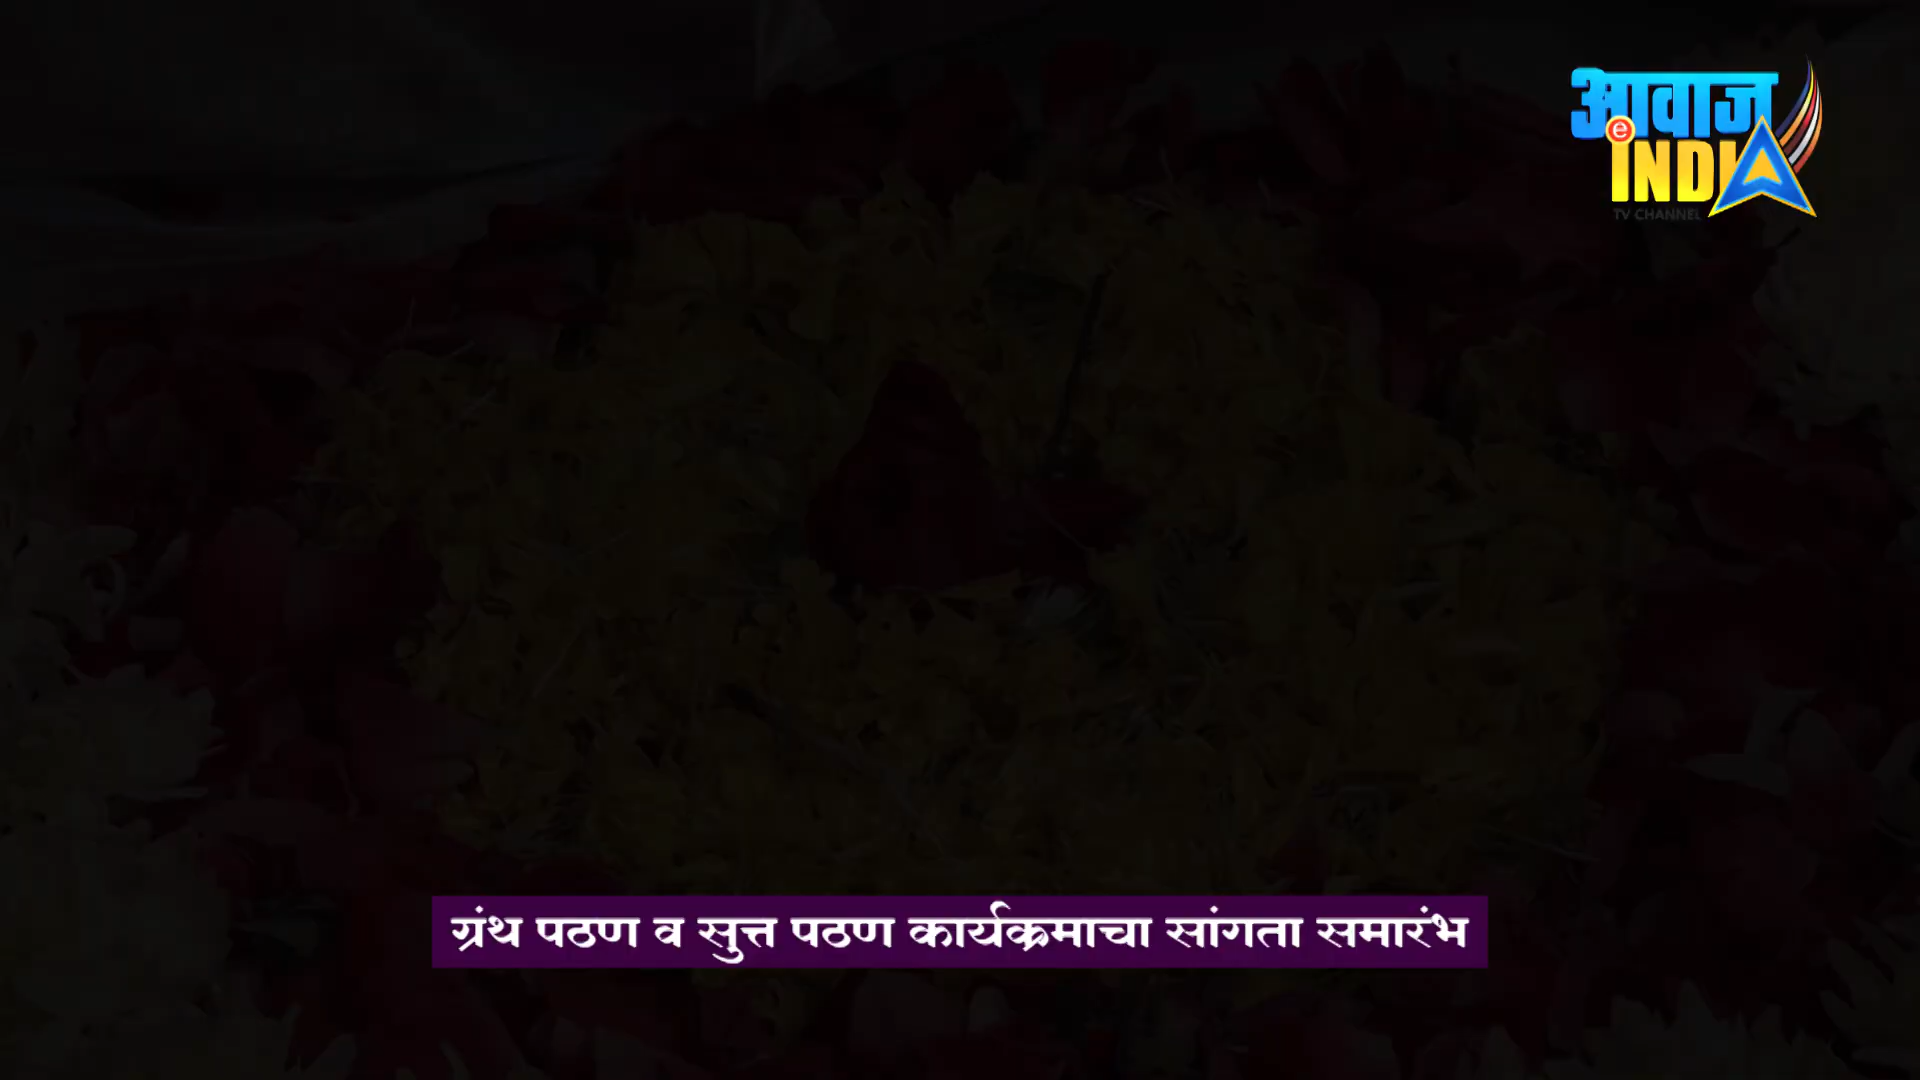 आवाज
e INDIA
TV CHANNEL
ग्रंथ पठण व सुत्त पठण कार्यक्रमाचा सांगता समारंभ